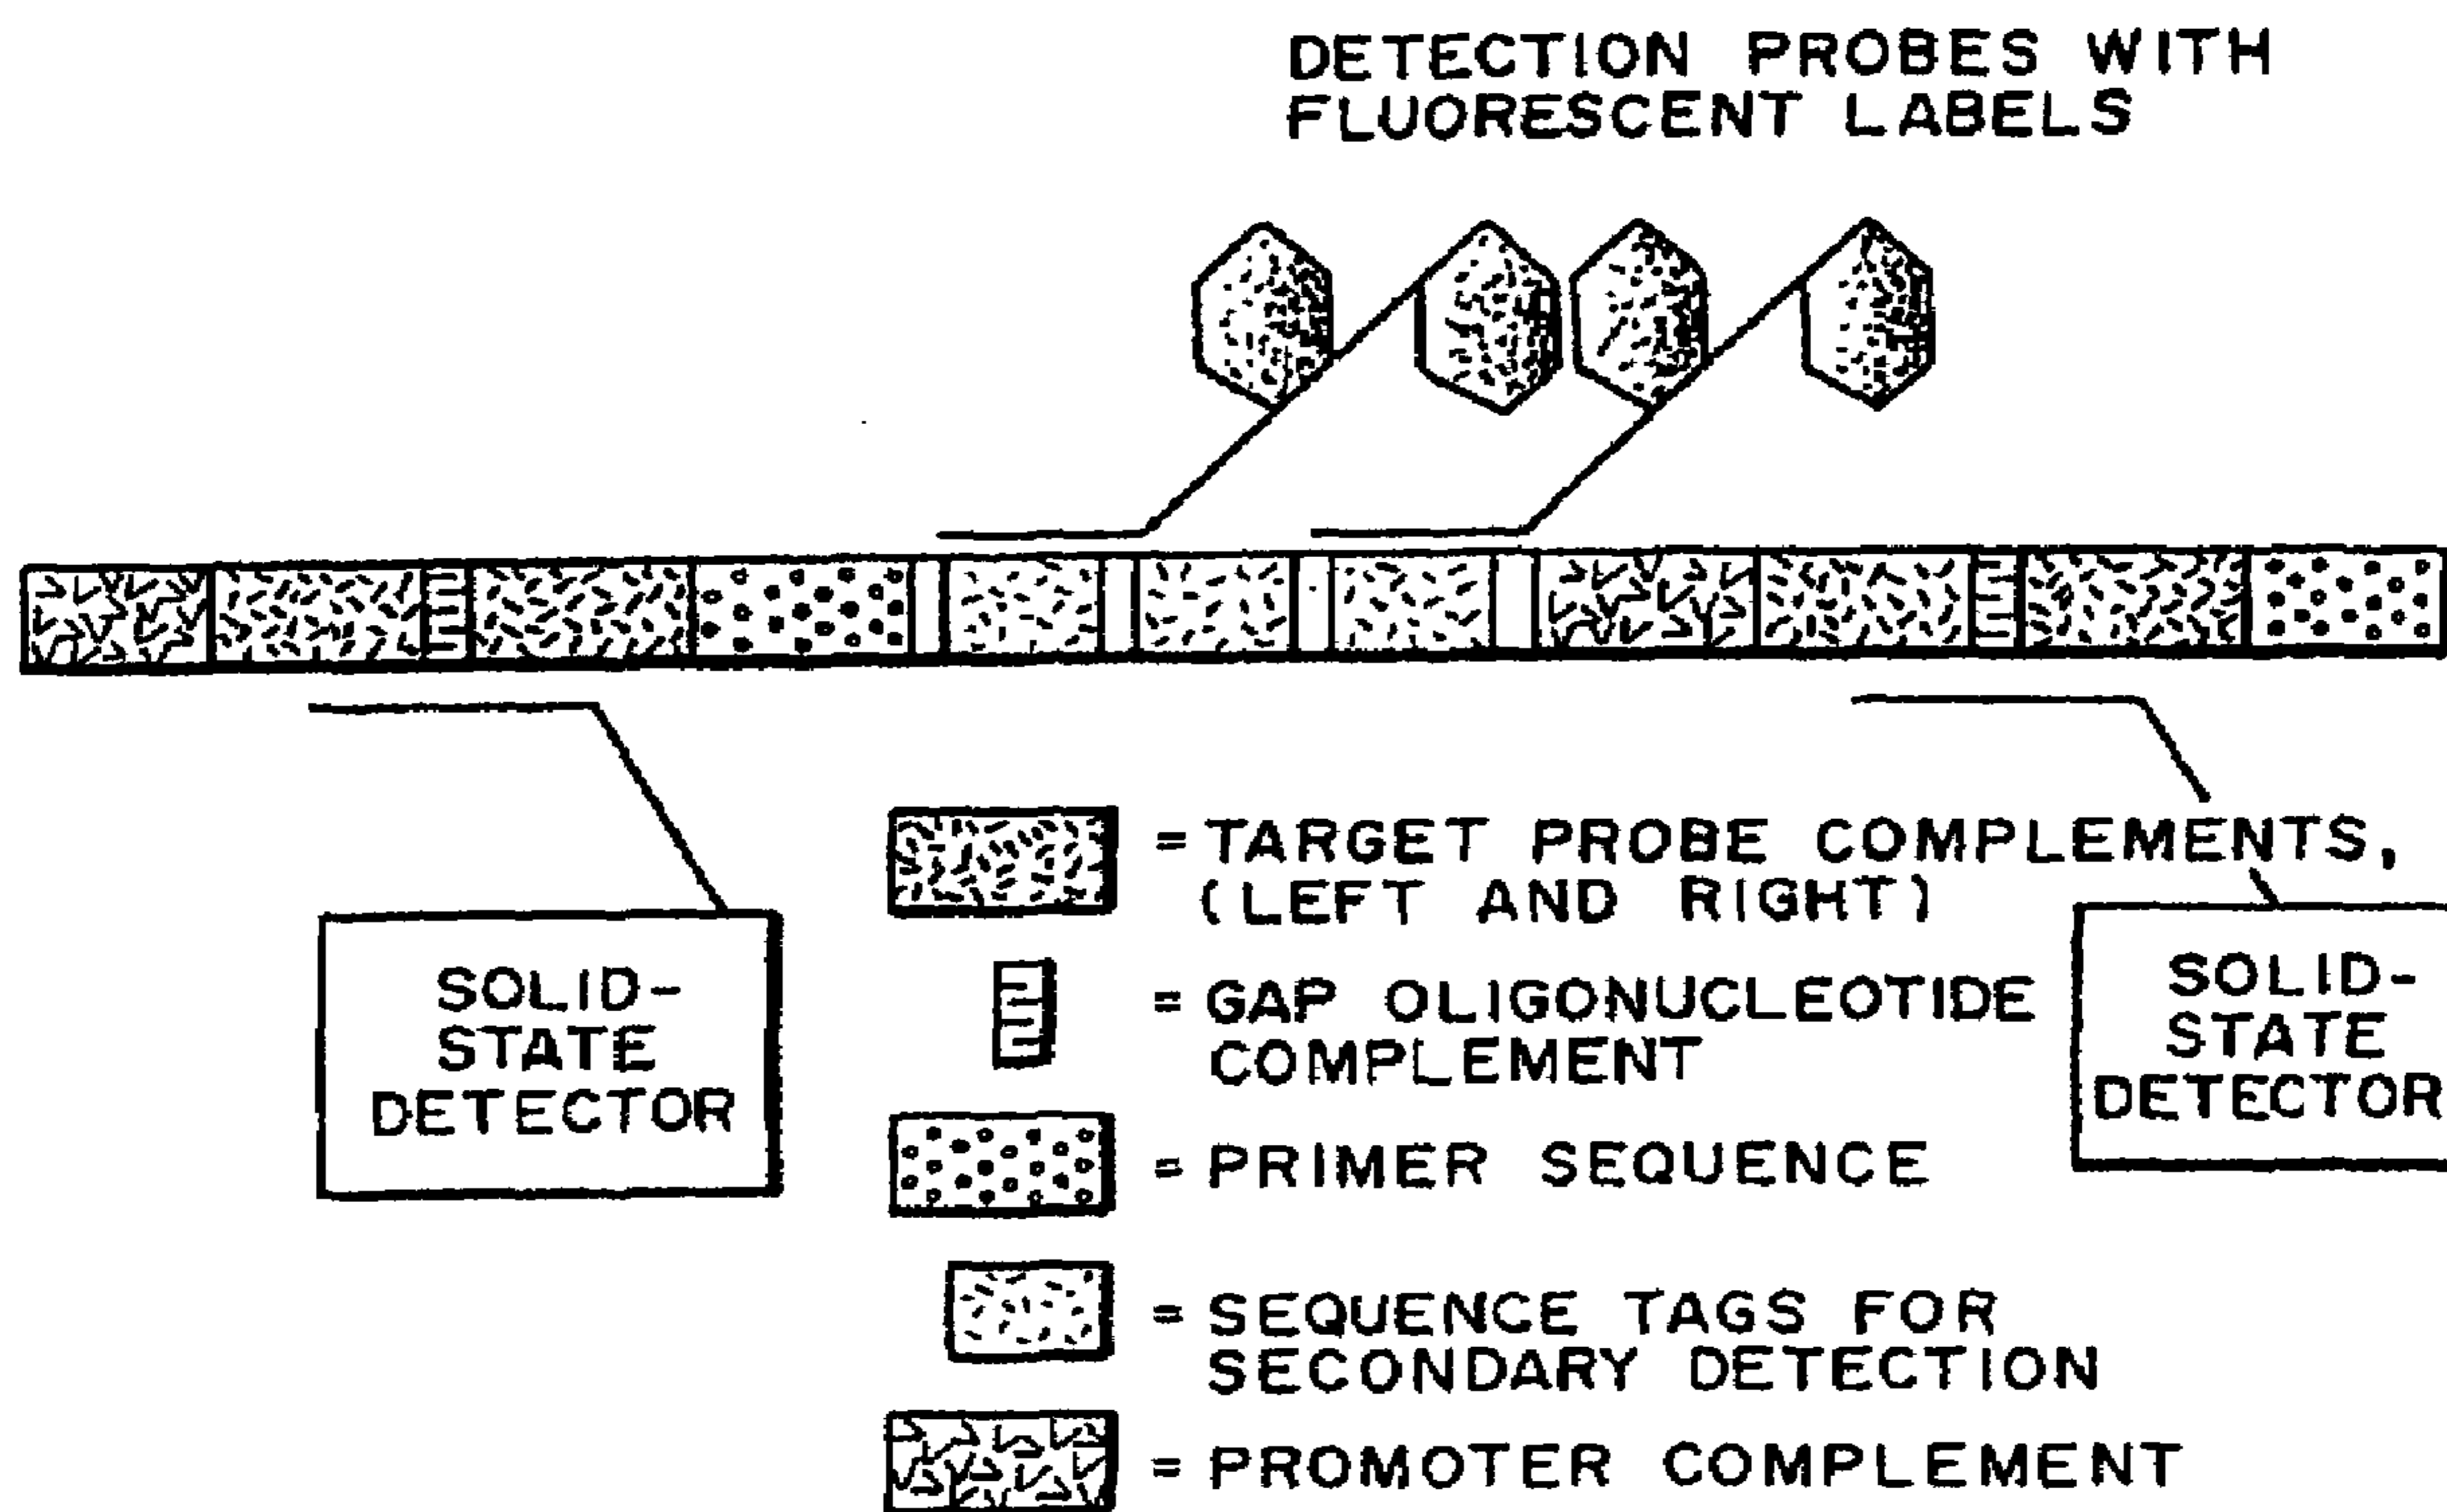 DETECTION PROBES WITH
FLUORESCENT LABELS
SOLID-
STATE
DETECTOR
= TARGET PROBE COMPLEMENTS,
(LEFT AND RIGHT)
= GAP OLIGONUCLEOTIDE
COMPLEMENT
= PRIMER SEQUENCE
= SEQUENCE TAGS FOR
SECONDARY DETECTION
= PROMOTER COMPLEMENT
SOLID-
STATE
DETECTOR